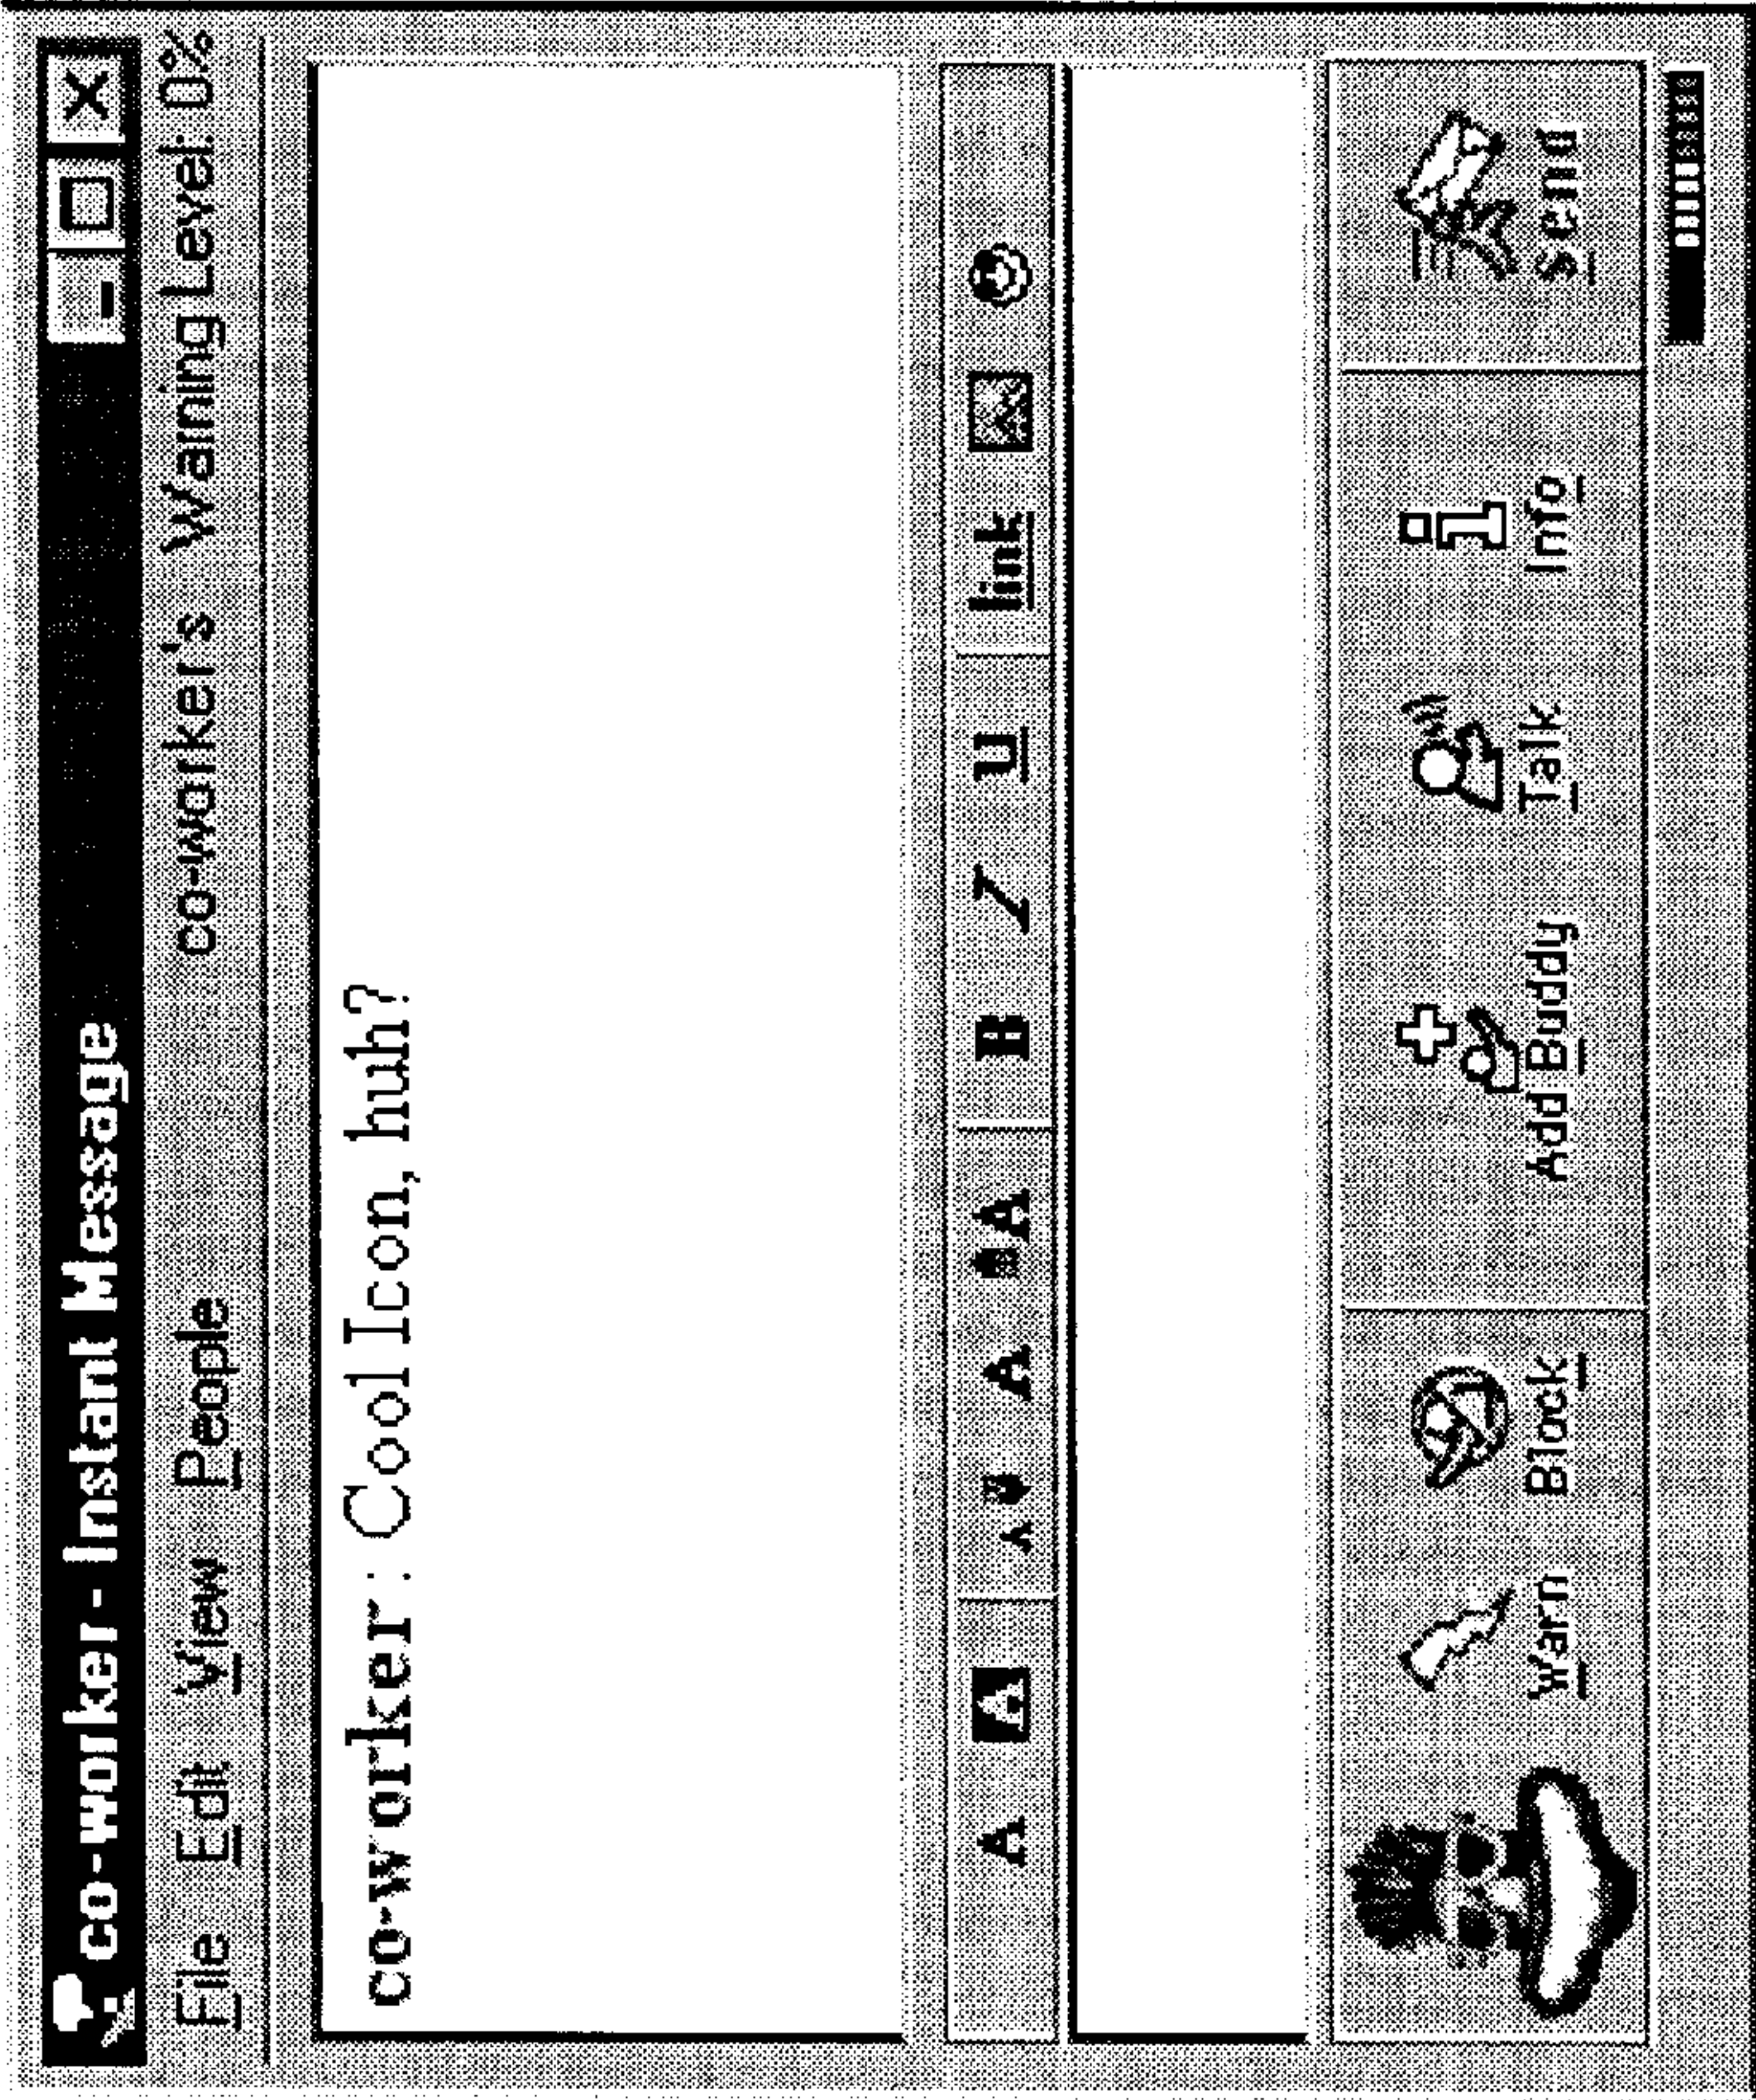 co-worker - Instant Message
File Edit View People co-worker's Warning Level: 0%
co-worker: Cool Icon, huh?
A A A A A B I U link
Warn Block Add Buddy Talk Info Send